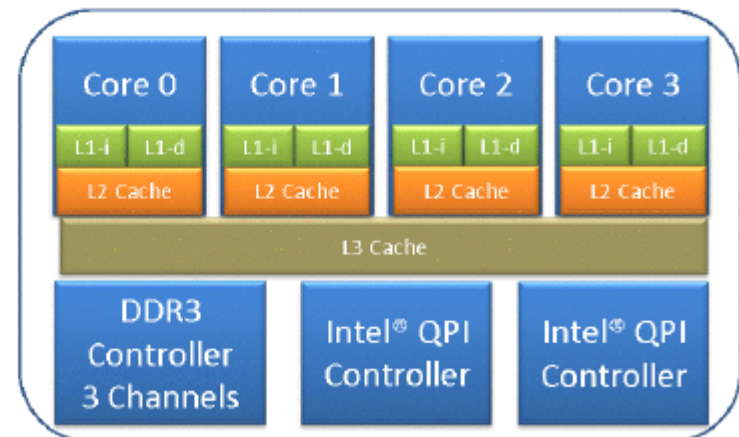 Core 0
Core 1
Core 2
Core 3
L1-i
L1-d
L1-i
L1-d
L1-i
L1-d
L1-i
L1-d
L2 Cache
L2 Cache
L2 Cache
L2 Cache
L3 Cache
DDR3
Controller
3 Channels
Intel® QPI
Controller
Intel® QPI
Controller